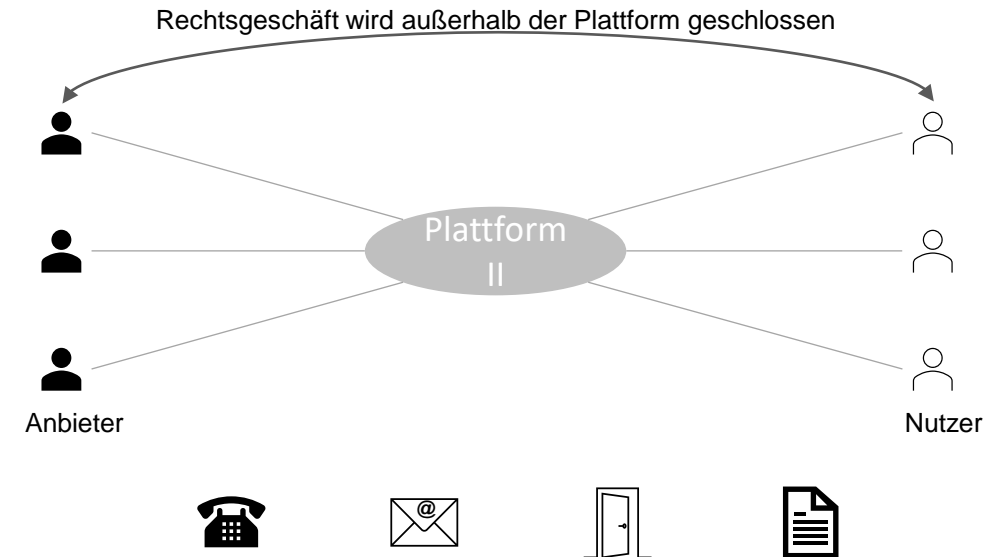 Rechtsgeschäft wird außerhalb der Plattform geschlossen
Plattform
II
Anbieter
Nutzer
@